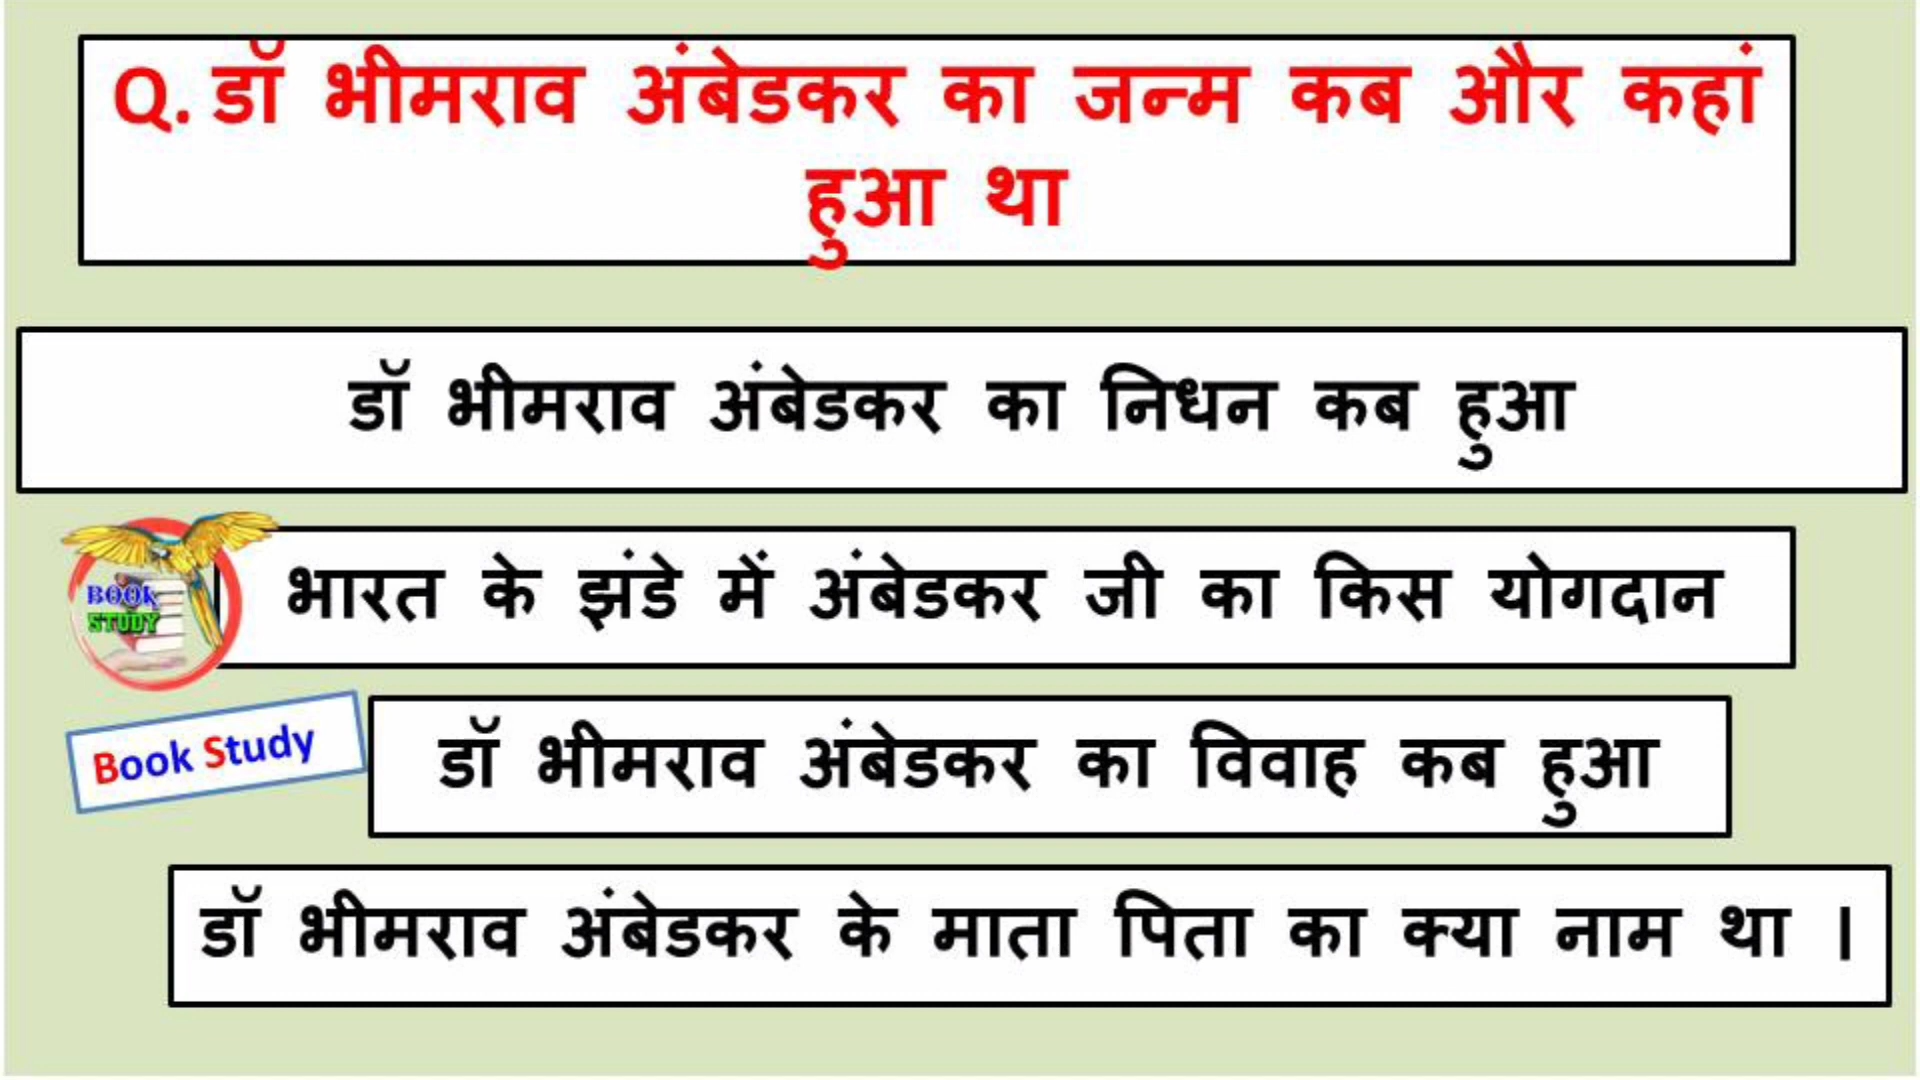 Q. डॉ भीमराव अंबेडकर का जन्म कब और कहां
हुआ था
डॉ भीमराव अंबेडकर का निधन कब हुआ
भारत के झंडे में अंबेडकर जी का किस योगदान
BOOK
STUDY
Book Study
डॉ भीमराव अंबेडकर का विवाह कब हुआ
डॉ भीमराव अंबेडकर के माता पिता का क्या नाम था ।